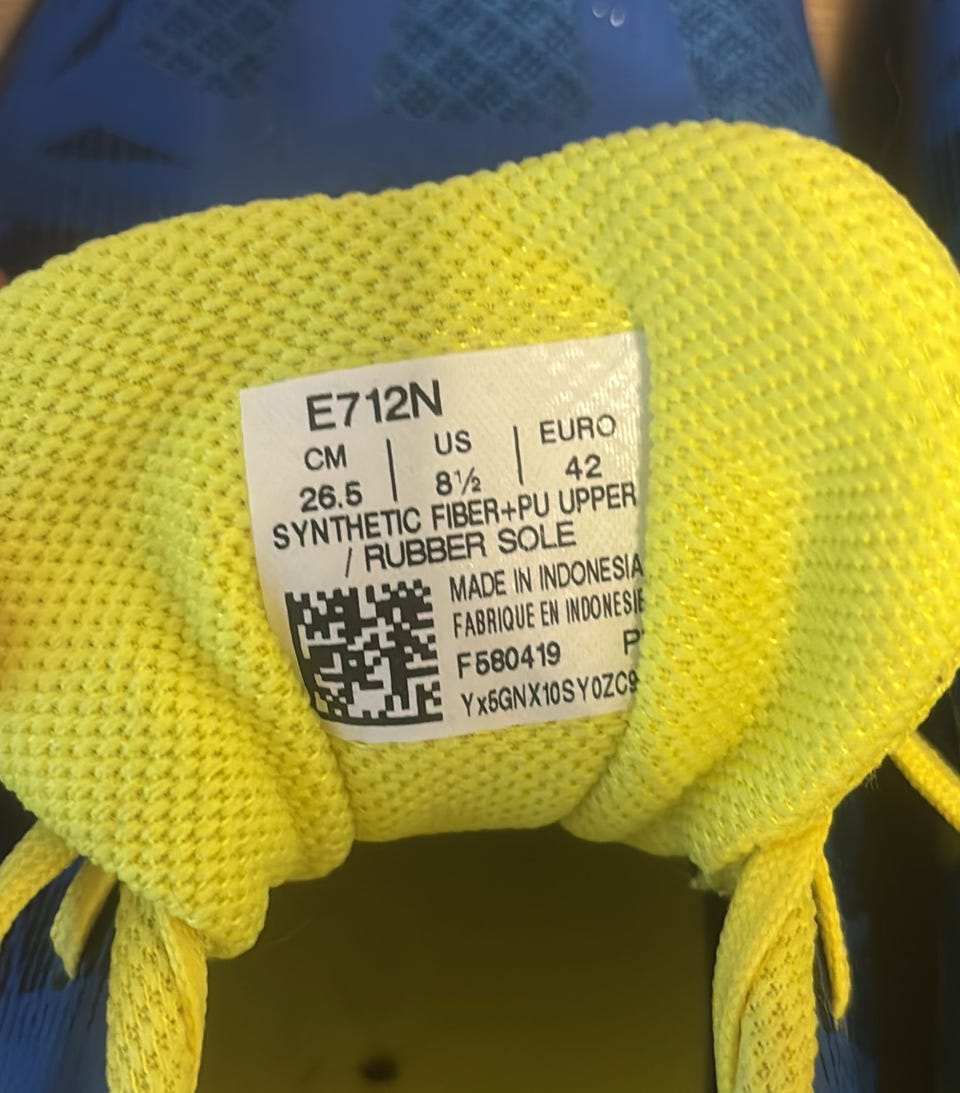 E712N
CM | US | EURO
26.5 | 8½ | 42
SYNTHETIC FIBER+PU UPPER
/ RUBBER SOLE
MADE IN INDONESIA
FABRIQUE EN INDONESIE
F580419
Yx5GNX10SY0ZC9